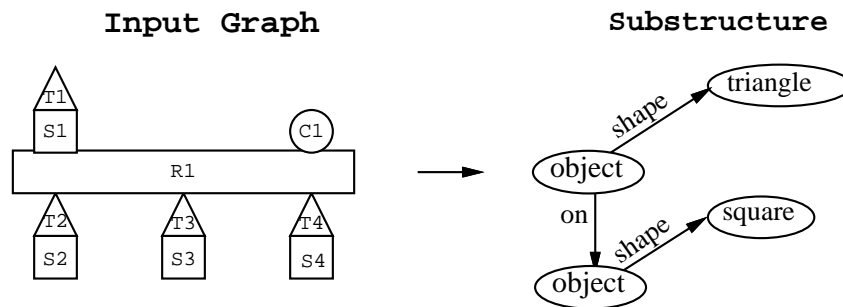 Input Graph
Substructure
T1
S1
C1
R1
T2
T3
T4
S2
S3
S4
triangle
shape
object
on
square
shape
object